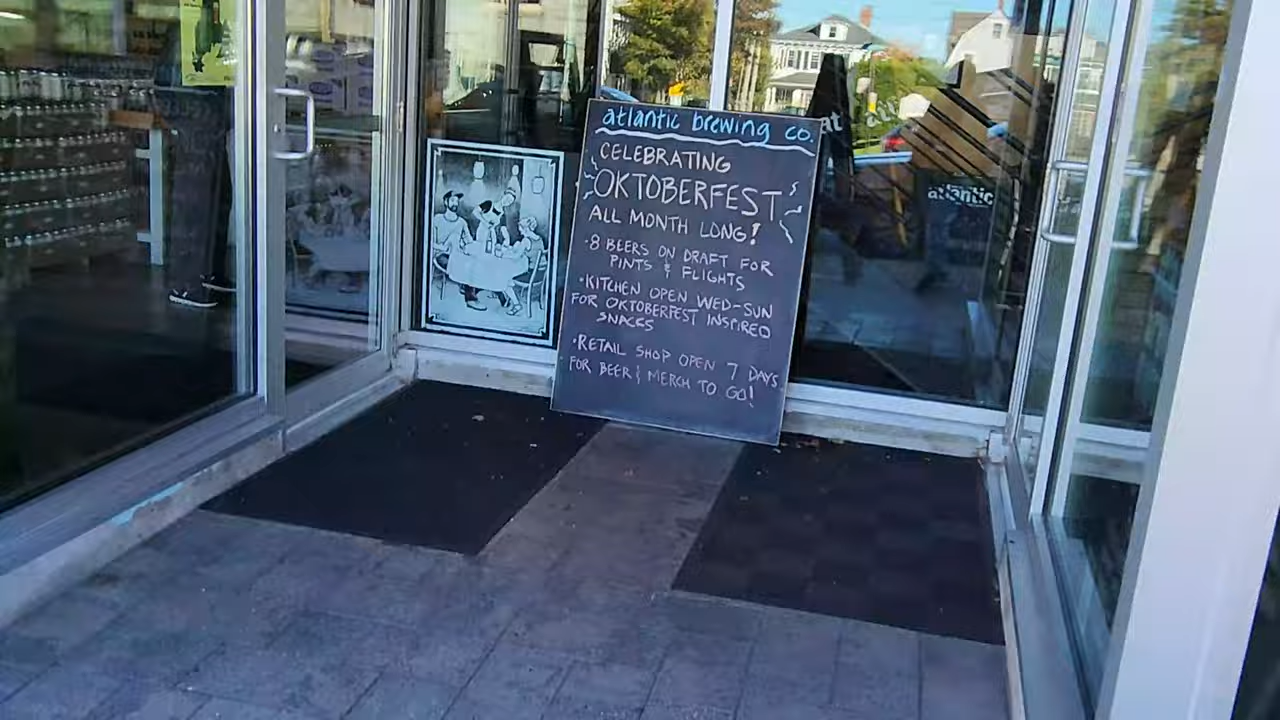 atlantic brewing co.
CELEBRATING
OKTOBERFEST
ALL MONTH LONG!
·8 BEERS ON DRAFT FOR
PINTS & FLIGHTS
·KITCHEN OPEN WED-SUN
FOR OKTOBERFEST INSPIRED
SNACKS
·RETAIL SHOP OPEN 7 DAYS
FOR BEER & MERCH TO GO!
at
atlantic